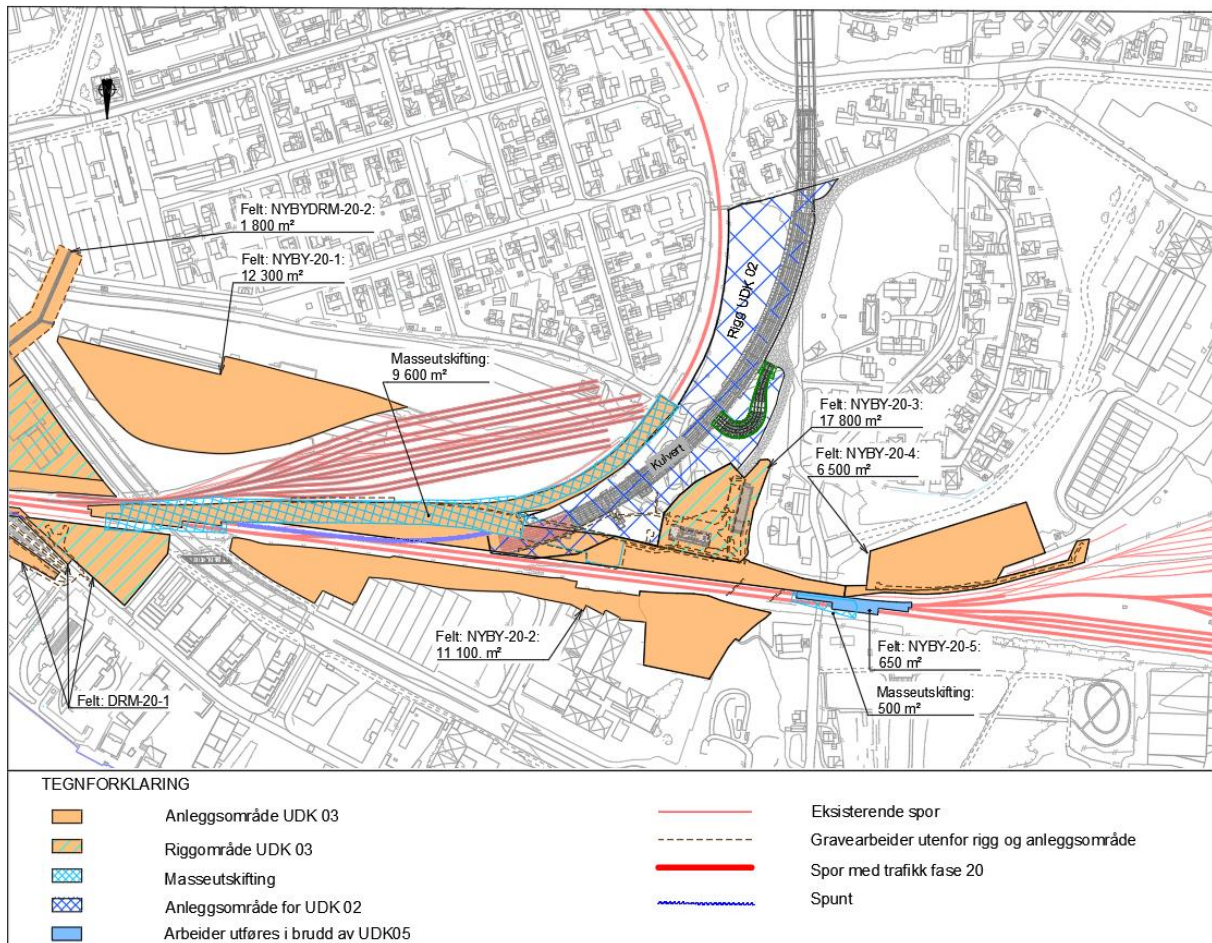 Felt: NYBYDRM-20-2:
1 800 m²
Felt: NYBY-20-1:
12 300 m²
Masseutskifting:
9 600 m²
Rigg UDK 02
Kulvert
Felt: NYBY-20-3:
17 800 m²
Felt: NYBY-20-4:
6 500 m²
Felt: NYBY-20-2:
11 100. m²
Felt: NYBY-20-5:
650 m²
Masseutskifting:
500 m²
Felt: DRM-20-1
TEGNFORKLARING
Anleggsområde UDK 03
Riggområde UDK 03
Masseutskifting
Anleggsområde for UDK 02
Arbeider utføres i brudd av UDK05
Eksisterende spor
Gravearbeider utenfor rigg og anleggsområde
Spor med trafikk fase 20
Spunt